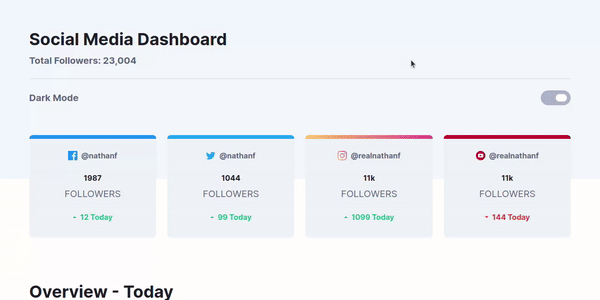 Social Media Dashboard
Total Followers: 23,004
Dark Mode
@nathanf
1987
FOLLOWERS
12 Today
@nathanf
1044
FOLLOWERS
99 Today
@realnathanf
11k
FOLLOWERS
1099 Today
@realnathanf
11k
FOLLOWERS
144 Today
Overview - Today